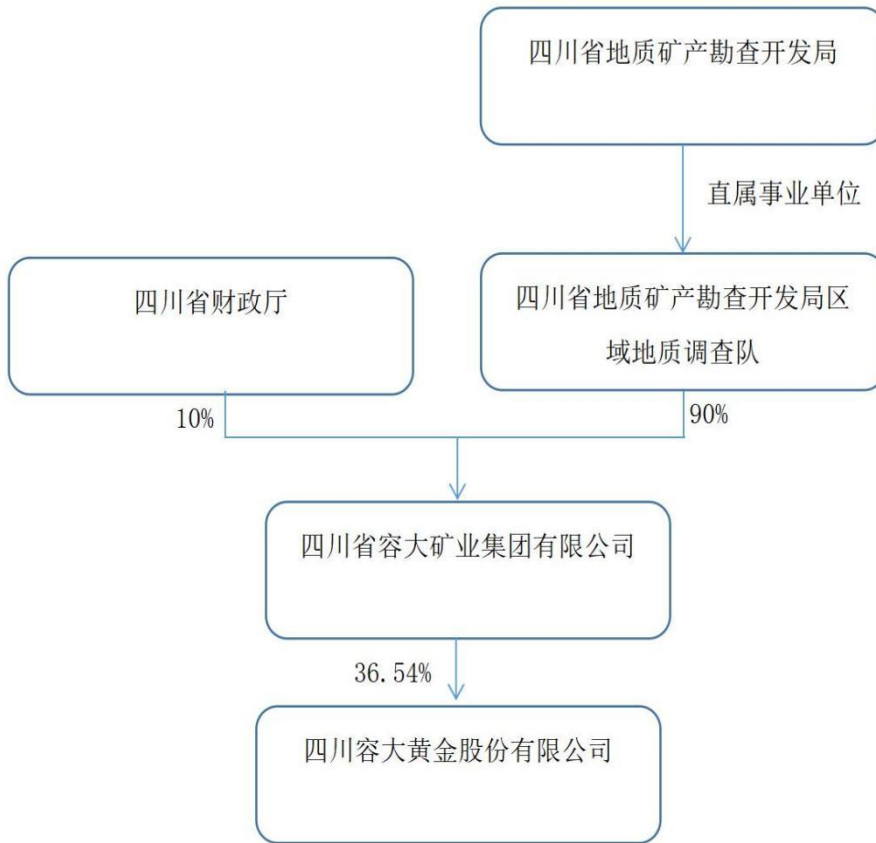 四川省地质矿产勘查开发局
直属事业单位
四川省财政厅
四川省地质矿产勘查开发局区
域地质调查队
10%
90%
四川省容大矿业集团有限公司
36.54%
四川容大黄金股份有限公司